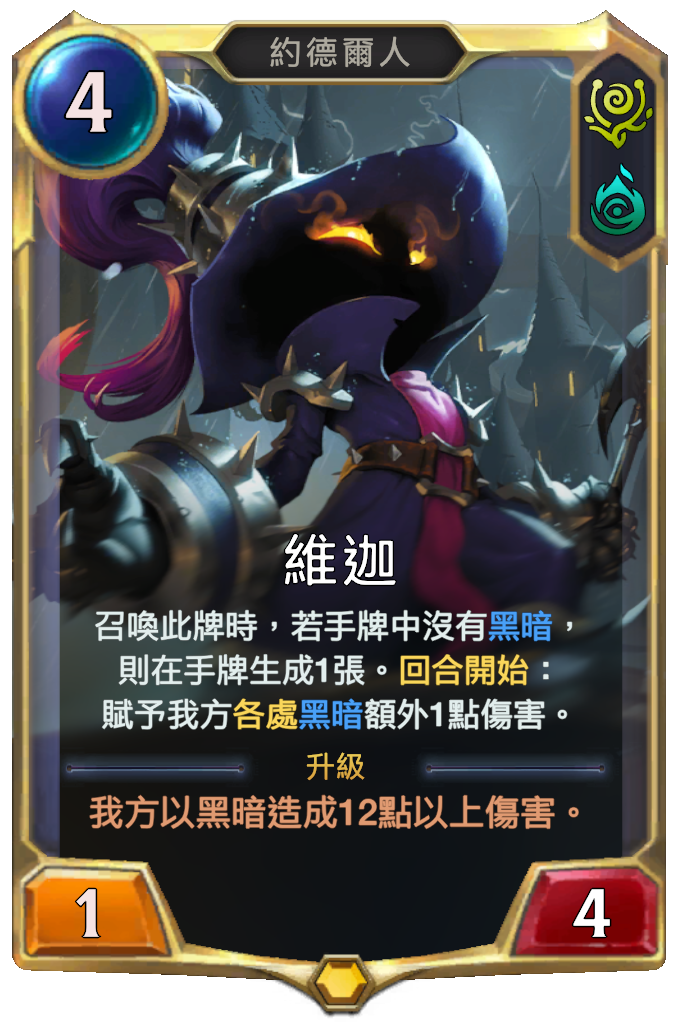 約德爾人
4
維迦
召喚此牌時，若手牌中沒有黑暗，
則在手牌生成1張。回合開始：
賦予我方各處黑暗額外1點傷害。
升級
我方以黑暗造成12點以上傷害。
1
4